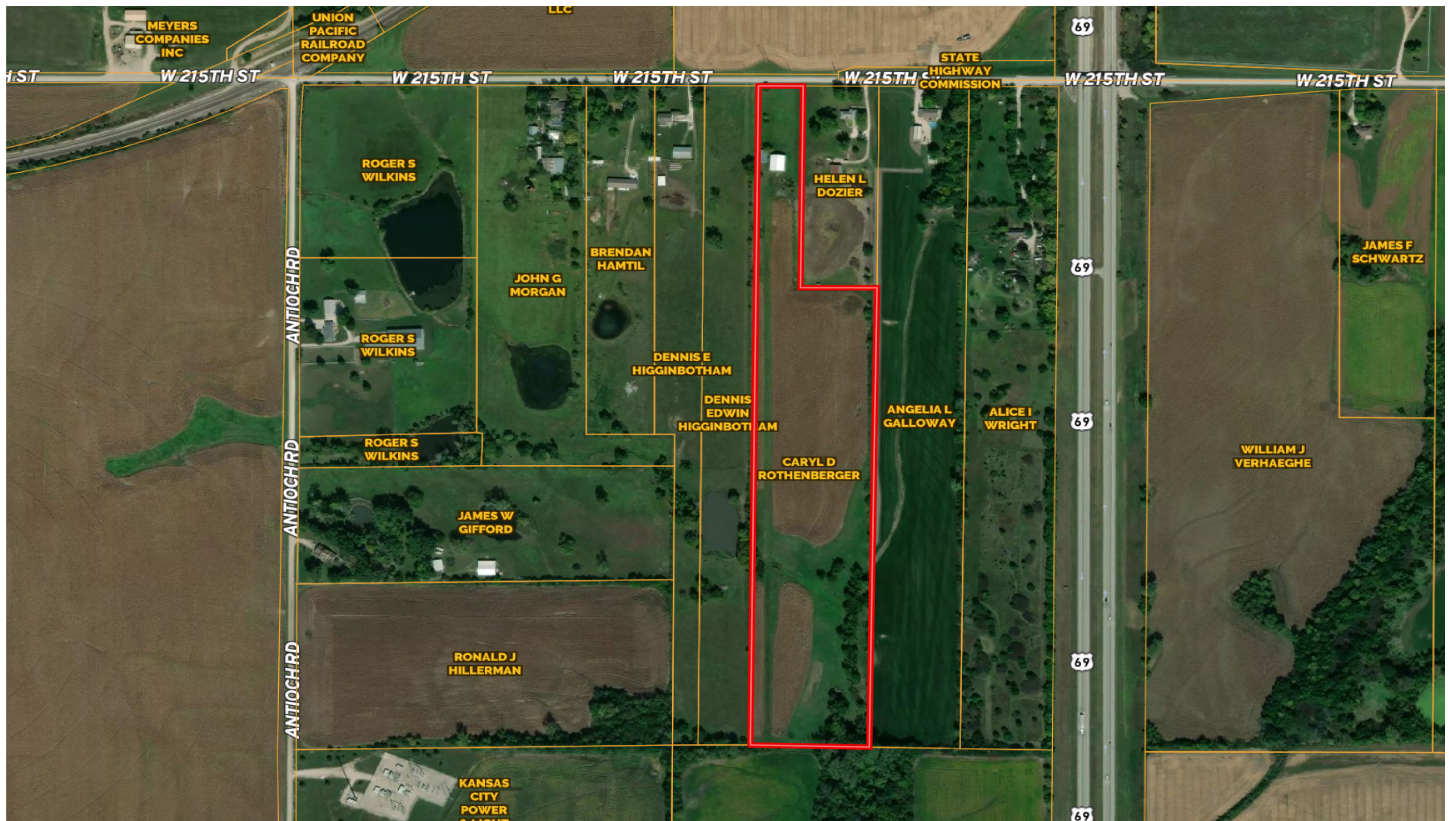 LLC
MEYERS
COMPANIES
INC
UNION
PACIFIC
RAILROAD
COMPANY
69
STATE
HIGHWAY
COMMISSION
H ST
W 215TH ST
W 215TH ST
W 215TH ST
W 215TH ST
W 215TH ST
W 215TH ST
ROGER S
WILKINS
HELEN L
DOZIER
ANTIOCH RD
BRENDAN
HAMTIL
JOHN G
MORGAN
69
JAMES F
SCHWARTZ
ROGER S
WILKINS
DENNIS E
HIGGINBOTHAM
DENNIS
EDWIN
HIGGINBOTHAM
ANGELIA L
GALLOWAY
ALICE I
WRIGHT
69
ROGER S
WILKINS
ANTIOCH RD
CARYL D
ROTHENBERGER
WILLIAM J
VERHAEGHE
JAMES W
GIFFORD
RONALD J
HILLERMAN
ANTIOCH RD
69
KANSAS
CITY
POWER
& LIGHT
69